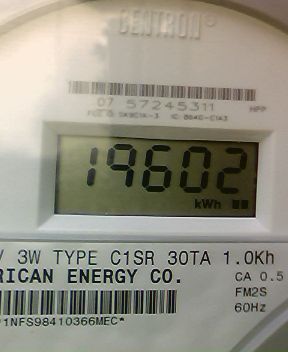 CENTRON®
07 57245311 HPP
19602
kWh
V 3W TYPE C1SR 30TA 1.0Kh
RICAN ENERGY CO.
CA 0.5
FM2S
60Hz
*1NFS98410366MEC*